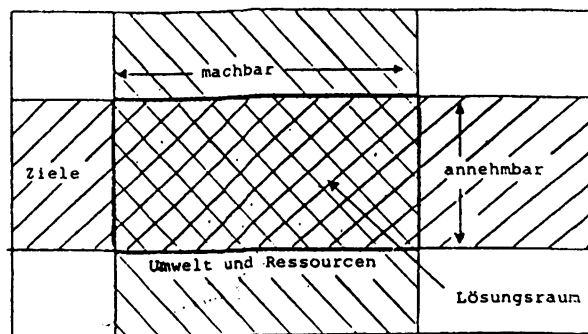 machbar
Ziele
annehmbar
Umwelt und Ressourcen
Lösungsraum